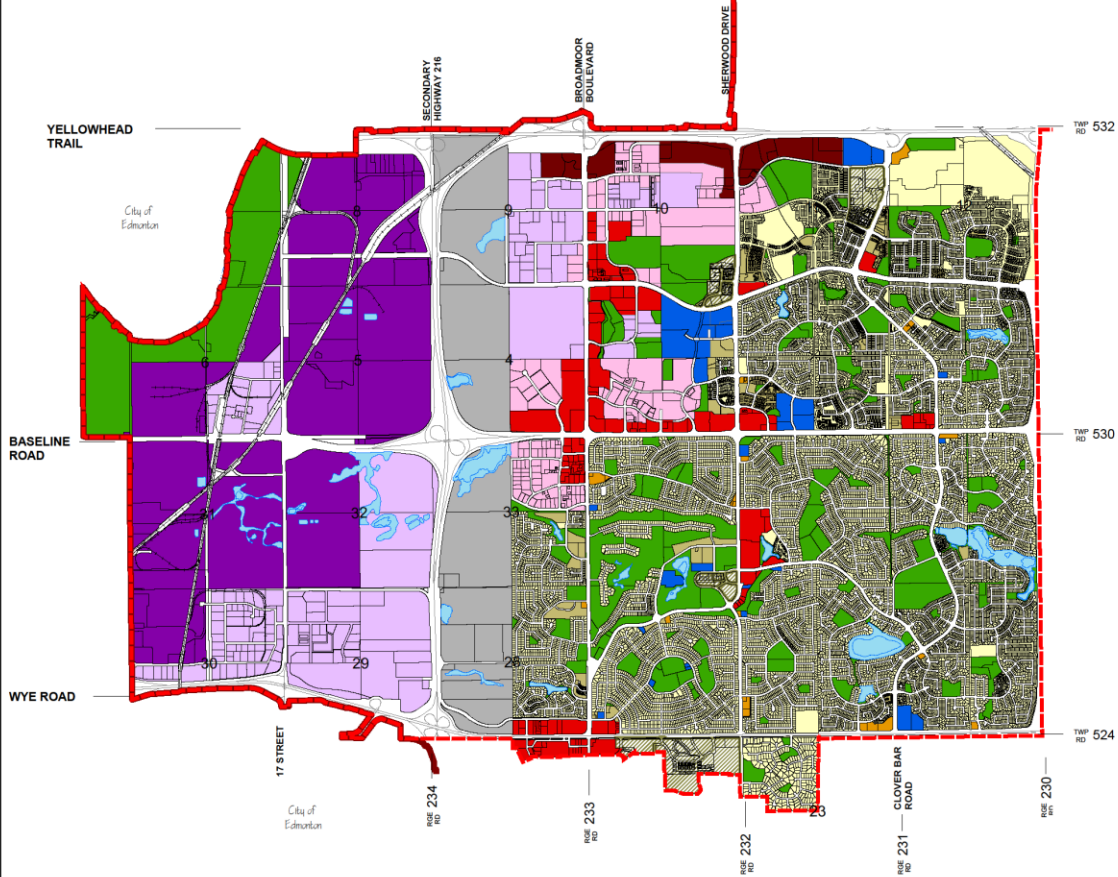 SHERWOOD DRIVE
BROADMOOR
BOULEVARD
SECONDARY
HIGHWAY 216
YELLOWHEAD
TRAIL
TWP
RD 532
City of
Edmonton
8
9
10
6
5
4
BASELINE
ROAD
TWP
RD 530
32
33
30
29
WYE ROAD
TWP
RD 524
17 STREET
RGE
RD 234
RGE
RD 233
RGE
RD 232
CLOVER BAR
ROAD
RGE
RD 231
RGE 230
23
City of
Edmonton